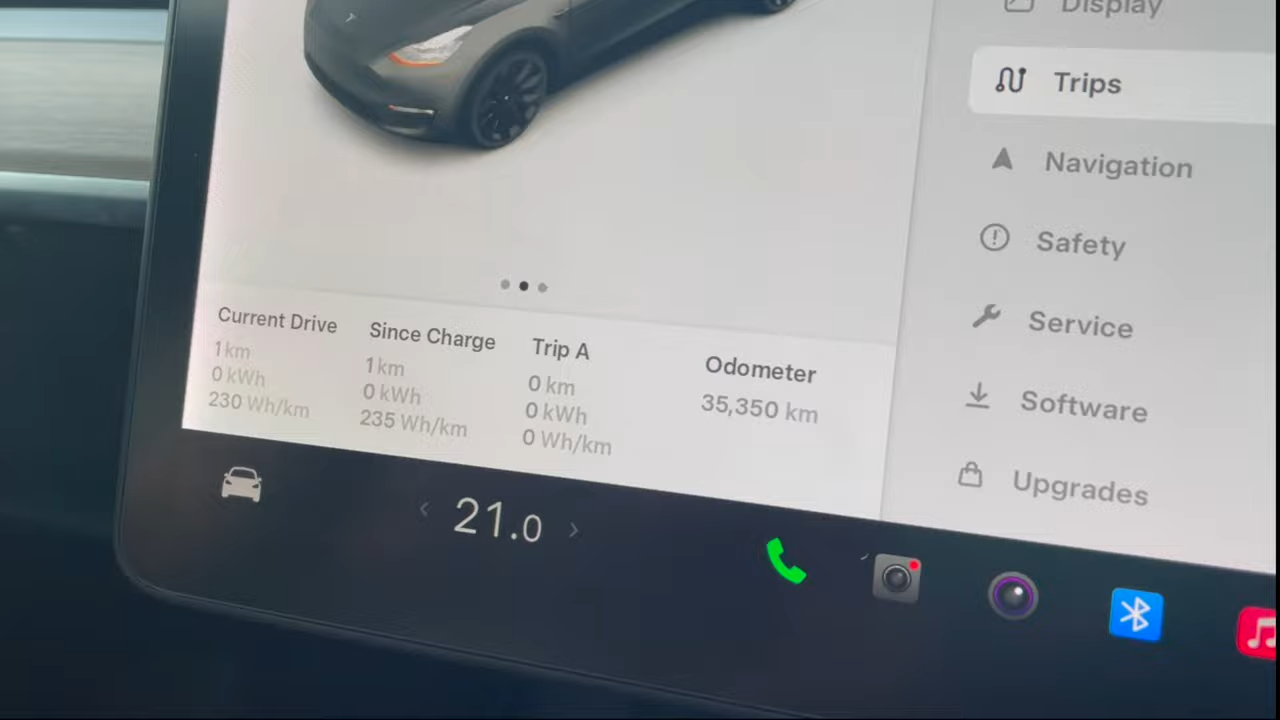 Display
Trips
Navigation
Safety
Service
Software
Upgrades
Current Drive
1 km
0 kWh
230 Wh/km
Since Charge
1 km
0 kWh
235 Wh/km
Trip A
0 km
0 kWh
0 Wh/km
Odometer
35,350 km
21.0